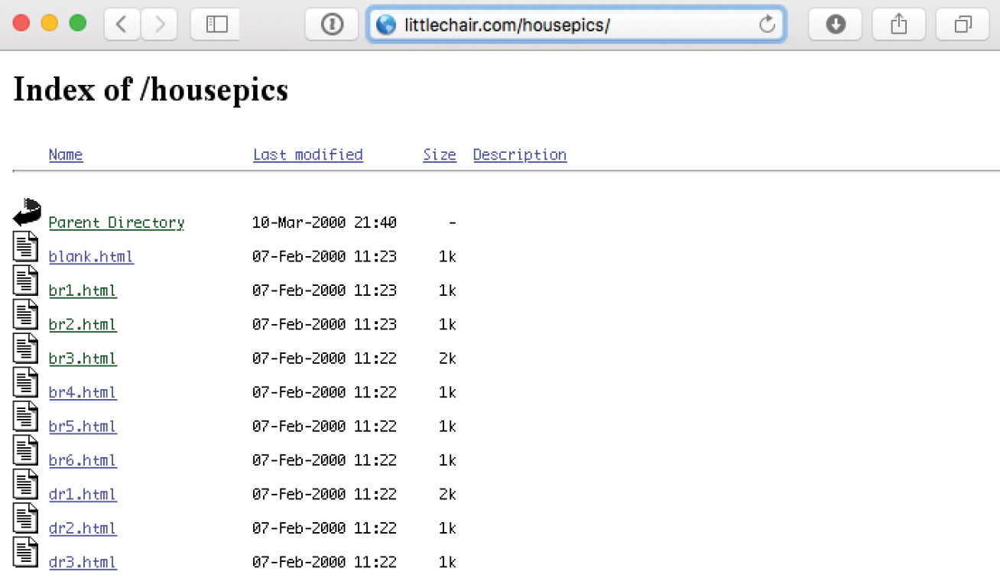 littlechair.com/housepics/
Index of /housepics
Name Last modified Size Description
Parent Directory 10-Mar-2000 21:40 -
blank.html 07-Feb-2000 11:23 1k
br1.html 07-Feb-2000 11:23 1k
br2.html 07-Feb-2000 11:23 1k
br3.html 07-Feb-2000 11:22 2k
br4.html 07-Feb-2000 11:22 1k
br5.html 07-Feb-2000 11:22 1k
br6.html 07-Feb-2000 11:22 1k
dr1.html 07-Feb-2000 11:22 2k
dr2.html 07-Feb-2000 11:22 1k
dr3.html 07-Feb-2000 11:22 1k